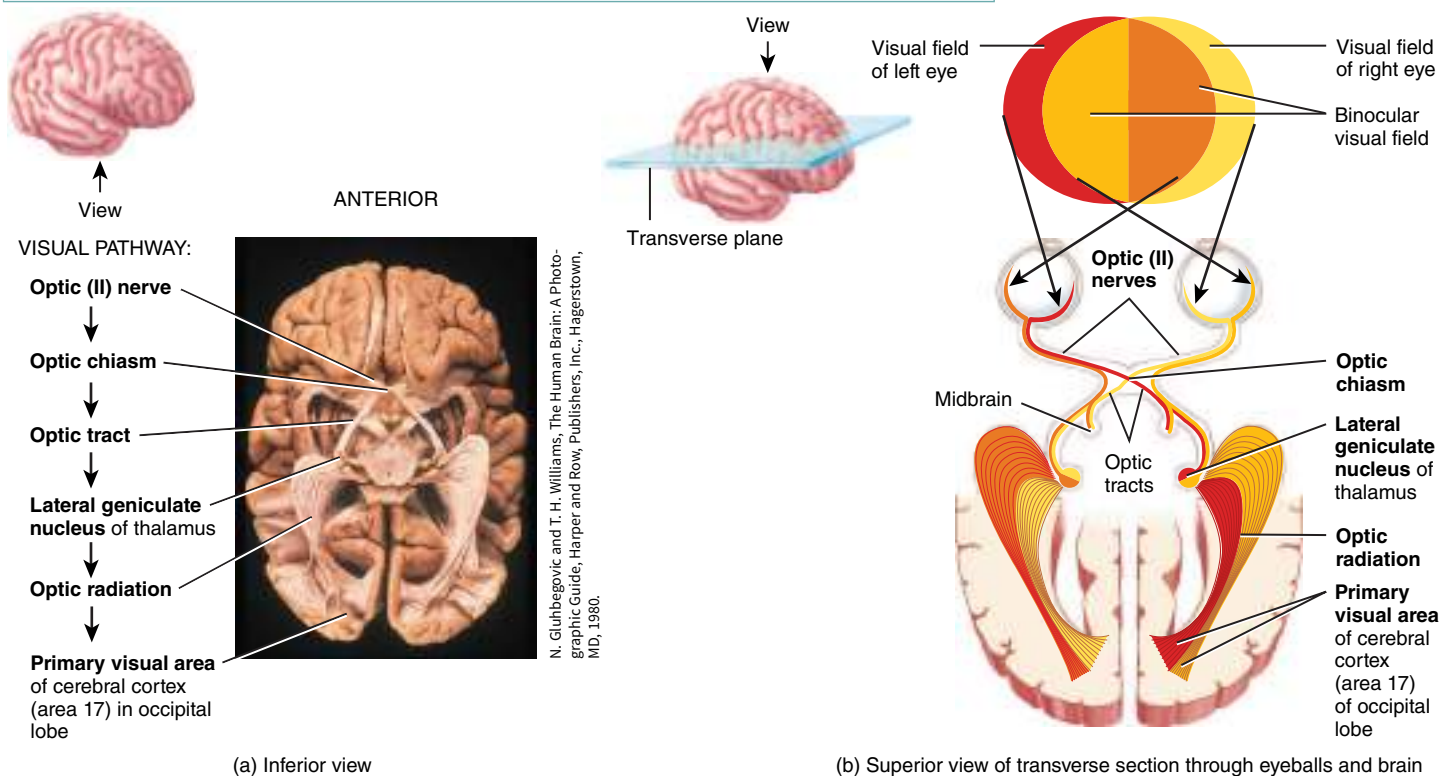 View
VISUAL PATHWAY:
Optic (II) nerve
Optic chiasm
Optic tract
Lateral geniculate
nucleus of thalamus
Optic radiation
Primary visual area
of cerebral cortex
(area 17) in occipital
lobe
ANTERIOR
N. Gluhbegovic and T. H. Williams, The Human Brain: A Photo-
graphic Guide, Harper and Row, Publishers, Inc., Hagerstown,
MD, 1980.
(a) Inferior view
View
Transverse plane
Visual field
of left eye
Visual field
of right eye
Binocular
visual field
Optic (II)
nerves
Optic
chiasm
Midbrain
Optic
tracts
Lateral
geniculate
nucleus of
thalamus
Optic
radiation
Primary
visual area
of cerebral
cortex
(area 17)
of occipital
lobe
(b) Superior view of transverse section through eyeballs and brain